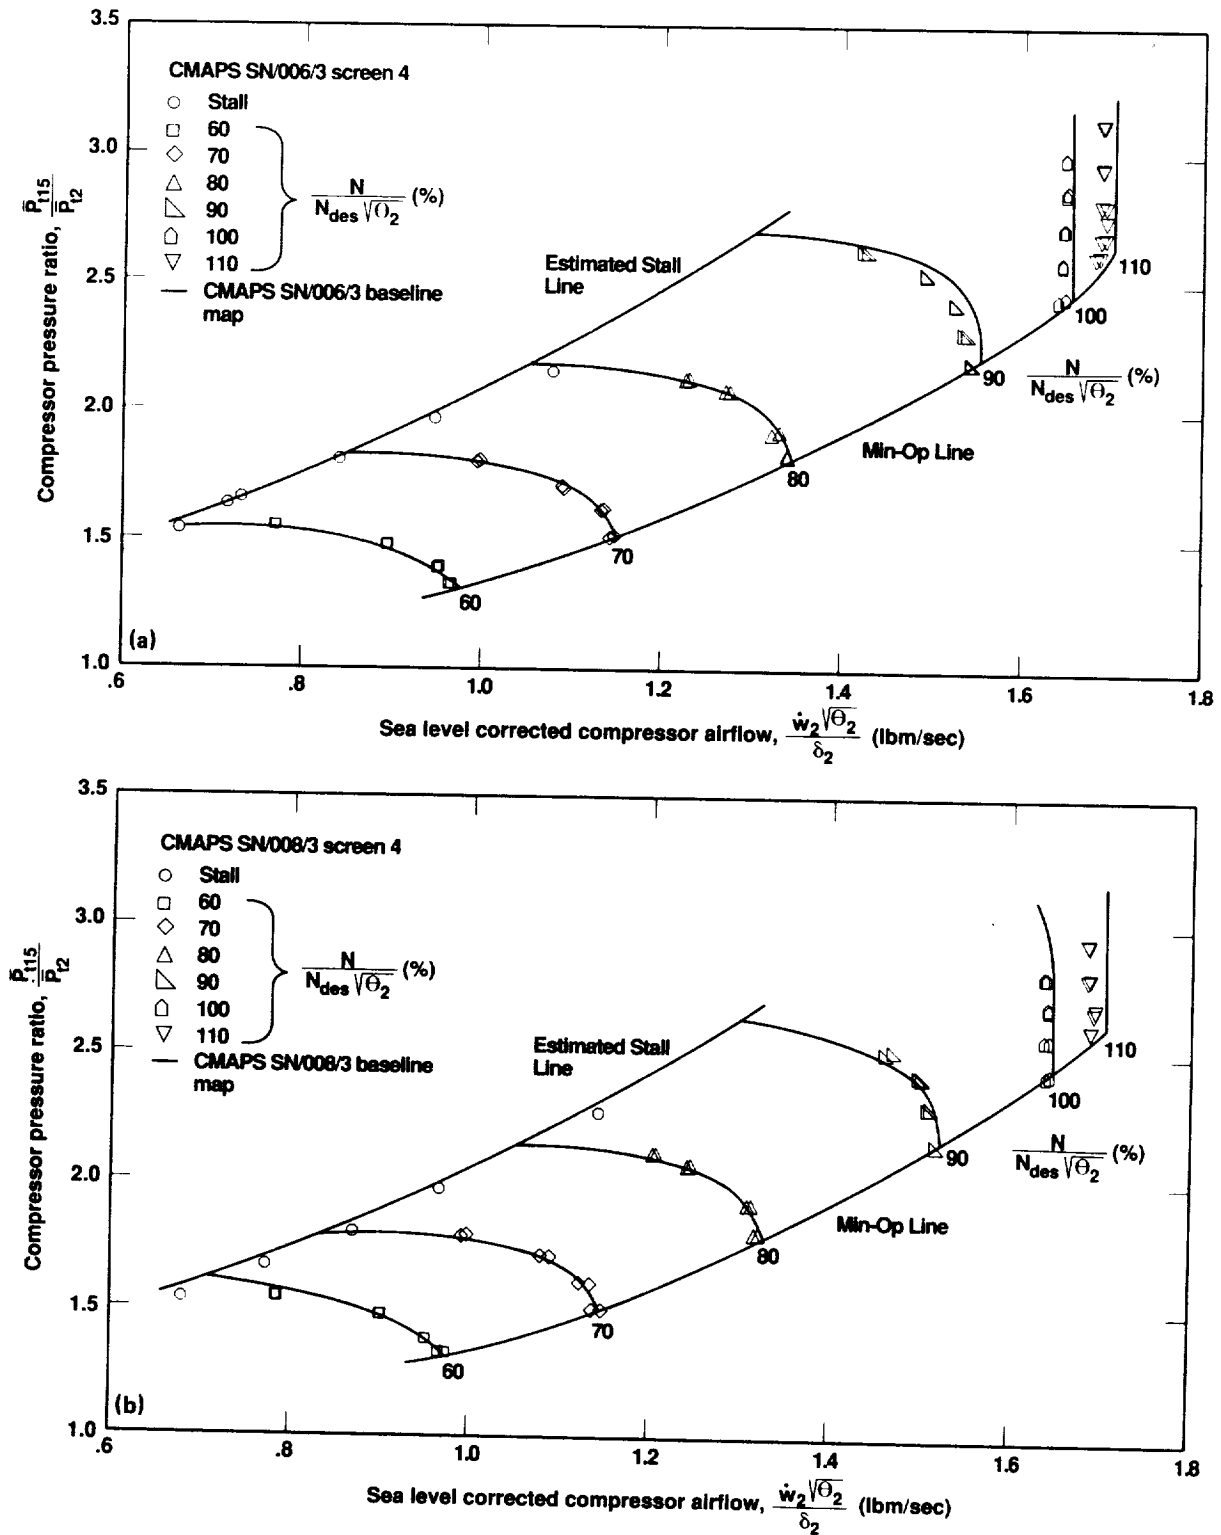 3.5
CMAPS SN/006/3 screen 4
Stall
60
70
80
90
100
110
N / N_des √Θ₂ (%)
CMAPS SN/006/3 baseline
map
3.0
2.5
2.0
1.5
1.0
Compressor pressure ratio, P̄_t15 / P̄_t2
Estimated Stall
Line
110
100
90
N / N_des √Θ₂ (%)
Min-Op Line
80
70
60
(a)
.6 .8 1.0 1.2 1.4 1.6 1.8
Sea level corrected compressor airflow, ẇ₂√Θ₂ / δ₂ (lbm/sec)
3.5
CMAPS SN/008/3 screen 4
Stall
60
70
80
90
100
110
N / N_des √Θ₂ (%)
CMAPS SN/008/3 baseline
map
3.0
2.5
2.0
1.5
1.0
Compressor pressure ratio, P̄_t15 / P̄_t2
Estimated Stall
Line
110
100
90
N / N_des √Θ₂ (%)
Min-Op Line
80
70
60
(b)
.6 .8 1.0 1.2 1.4 1.6 1.8
Sea level corrected compressor airflow, ẇ₂√Θ₂ / δ₂ (lbm/sec)